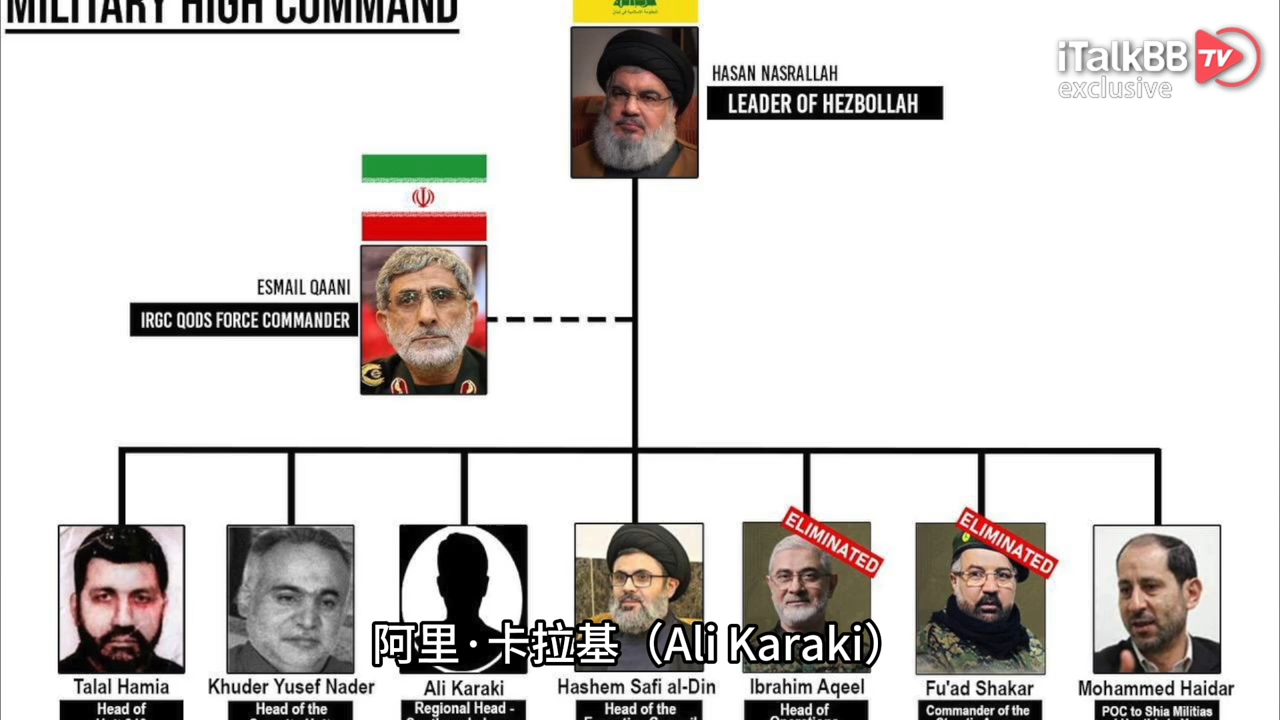 MILITARY HIGH COMMAND
iTalkBB TV
exclusive
HASAN NASRALLAH
LEADER OF HEZBOLLAH
ESMAIL QAANI
IRGC QODS FORCE COMMANDER
ELIMINATED
ELIMINATED
阿里·卡拉基（Ali Karaki）
Talal Hamia
Khuder Yusef Nader
Ali Karaki
Hashem Safi al-Din
Ibrahim Aqeel
Fu'ad Shakar
Mohammed Haidar
Head of
Head of the
Regional Head -
Head of the
Head of
Commander of the
POC to Shia Militias